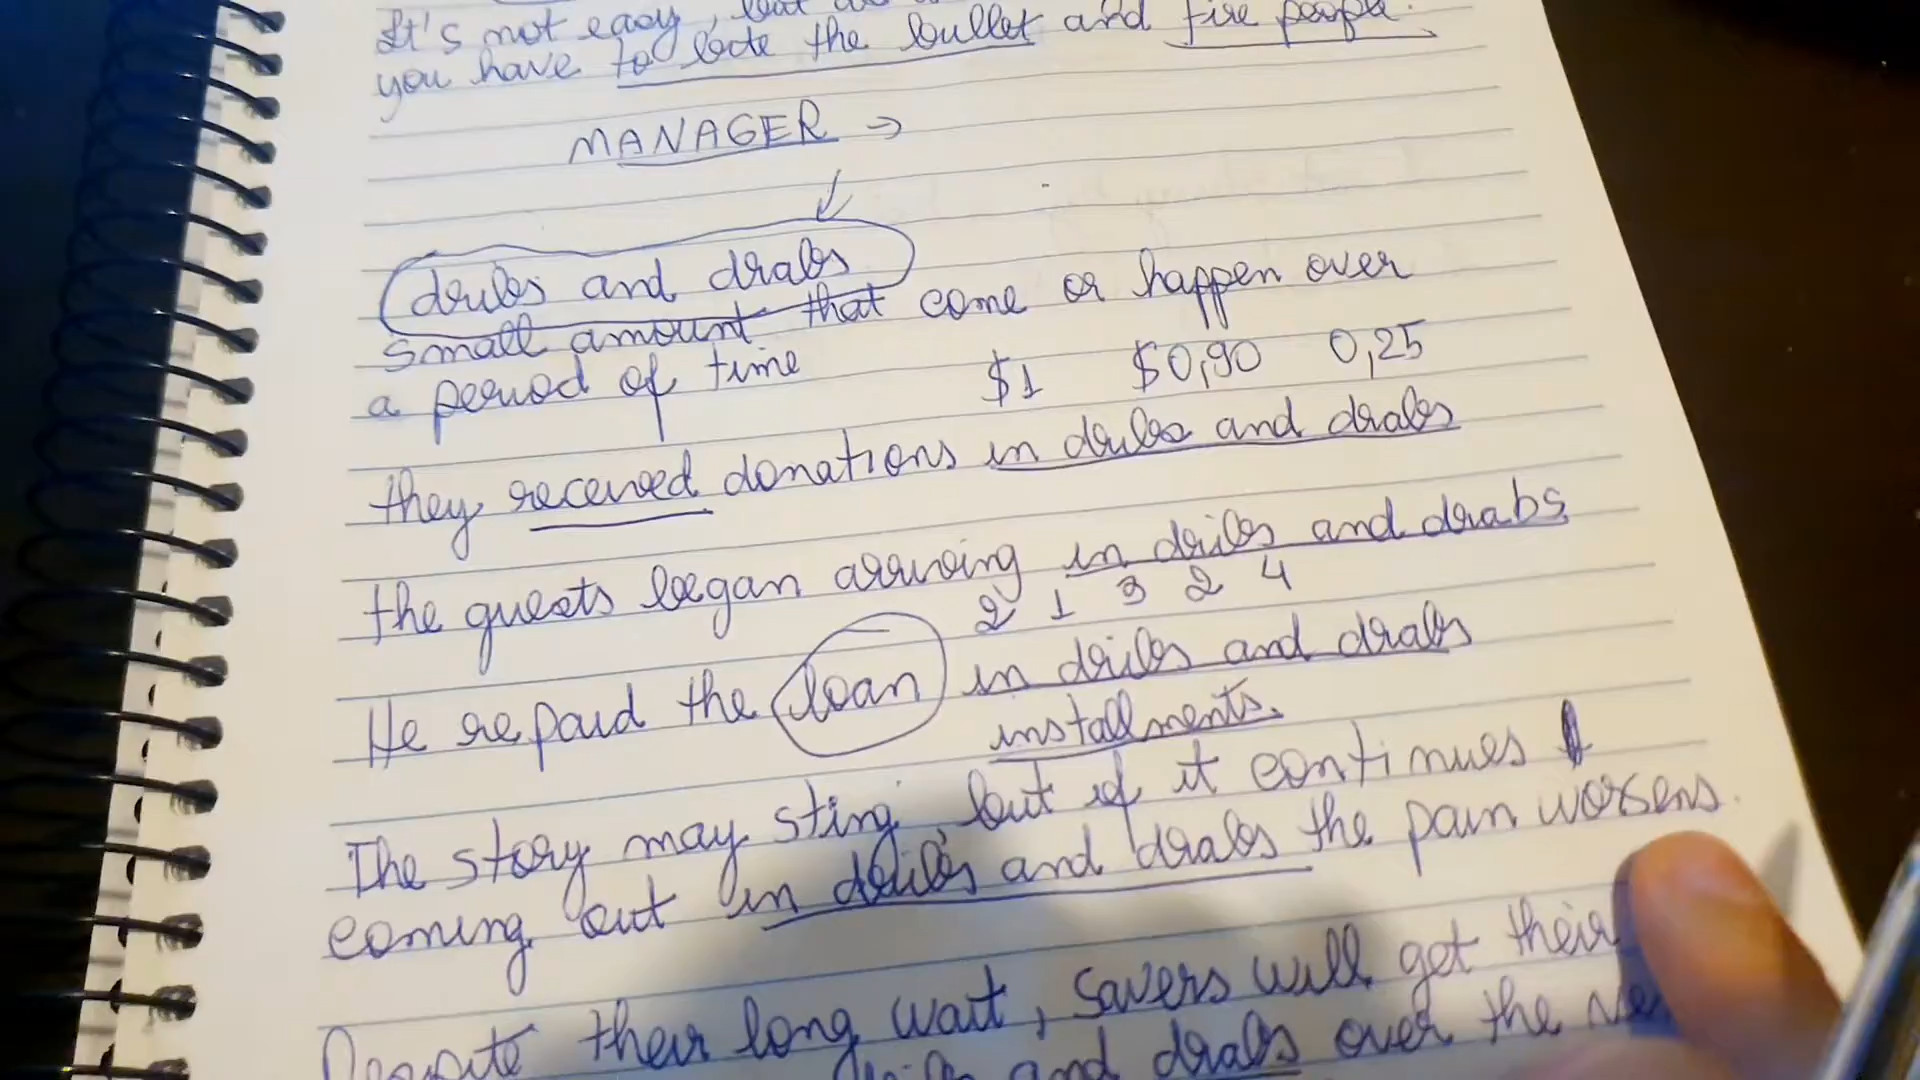 It's not easy, but
you have to bite the bullet and fire people.
MANAGER →
dribs and drabs
small amount that come or happen over
a period of time
$1 $0,90 0,25
they received donations in dribs and drabs
the guests began arriving in dribs and drabs
2 1 3 2 4
He repaid the loan in dribs and drabs
installments.
The story may sting, but if it continues
coming out in dribs and drabs the pain worsens.
Despite their long wait, savers will get their
dribs and drabs over the